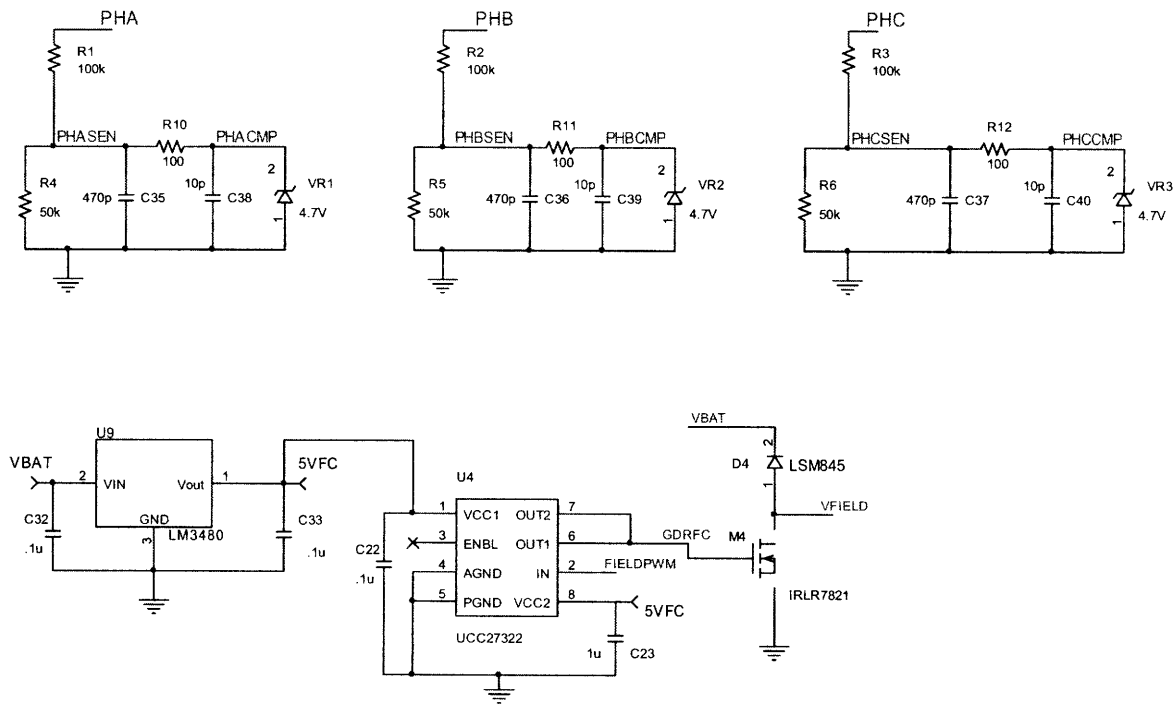 PHA
R1
100k
PHASEN
R10
100
PHACMP
R4
50k
470p
C35
10p
C38
2
1
VR1
4.7V
PHB
R2
100k
PHBSEN
R11
100
PHBCMP
R5
50k
470p
C36
10p
C39
2
1
VR2
4.7V
PHC
R3
100k
PHCSEN
R12
100
PHCCMP
R6
50k
470p
C37
10p
C40
2
1
VR3
4.7V
U9
VBAT
2
VIN
Vout
1
5VFC
GND
3
LM3480
C32
.1u
C33
.1u
U4
1
VCC1
OUT2
7
3
ENBL
OUT1
6
4
AGND
IN
2
5
PGND
VCC2
8
UCC27322
C22
.1u
GDRFC
FIELDPWM
5VFC
1u
C23
VBAT
2
D4
LSM845
1
VFIELD
M4
IRLR7821